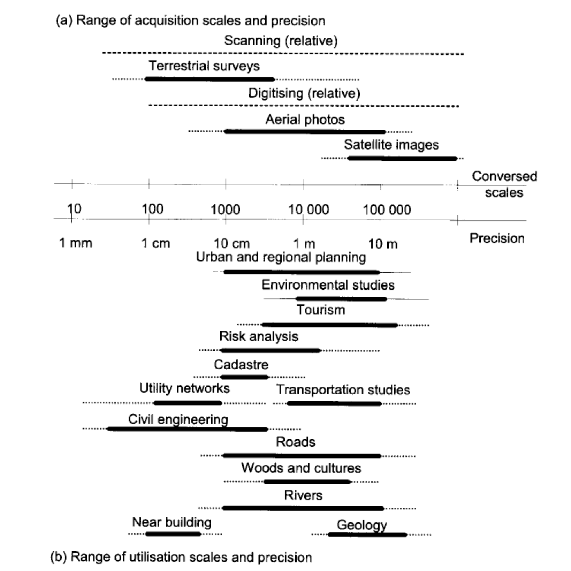 (a) Range of acquisition scales and precision
Scanning (relative)
Terrestrial surveys
Digitising (relative)
Aerial photos
Satellite images
Conversed
scales
10 100 1000 10 000 100 000
1 mm 1 cm 10 cm 1 m 10 m Precision
Urban and regional planning
Environmental studies
Tourism
Risk analysis
Cadastre
Utility networks Transportation studies
Civil engineering
Roads
Woods and cultures
Rivers
Near building Geology
(b) Range of utilisation scales and precision